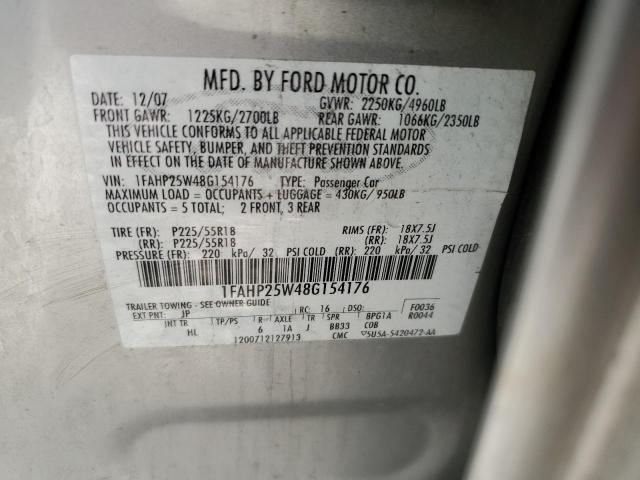 MFD. BY FORD MOTOR CO.
DATE: 12/07 GVWR: 2250KG/4960LB
FRONT GAWR: 1225KG/2700LB REAR GAWR: 1066KG/2350LB
THIS VEHICLE CONFORMS TO ALL APPLICABLE FEDERAL MOTOR
VEHICLE SAFETY, BUMPER, AND THEFT PREVENTION STANDARDS
IN EFFECT ON THE DATE OF MANUFACTURE SHOWN ABOVE.
VIN: 1FAHP25W48G154176 TYPE: Passenger Car
MAXIMUM LOAD = OCCUPANTS + LUGGAGE = 430KG/950LB
OCCUPANTS = 5 TOTAL; 2 FRONT, 3 REAR
TIRE (FR): P225/55R18 RIMS (FR): 18X7.5J
(RR): P225/55R18 (RR): 18X7.5J
PRESSURE (FR): 220 kPa/ 32 PSI COLD (RR): 220 kPa/ 32 PSI COLD
1FAHP25W48G154176
TRAILER TOWING - SEE OWNER GUIDE
EXT PNT: JP RC: 16 DSO: F0036
INT TR TP/PS R AXLE TR SPR BPG1A R0044
HL 6 1A J BB33 COB
1200712127913 CMC 5U5A-5420472-AA